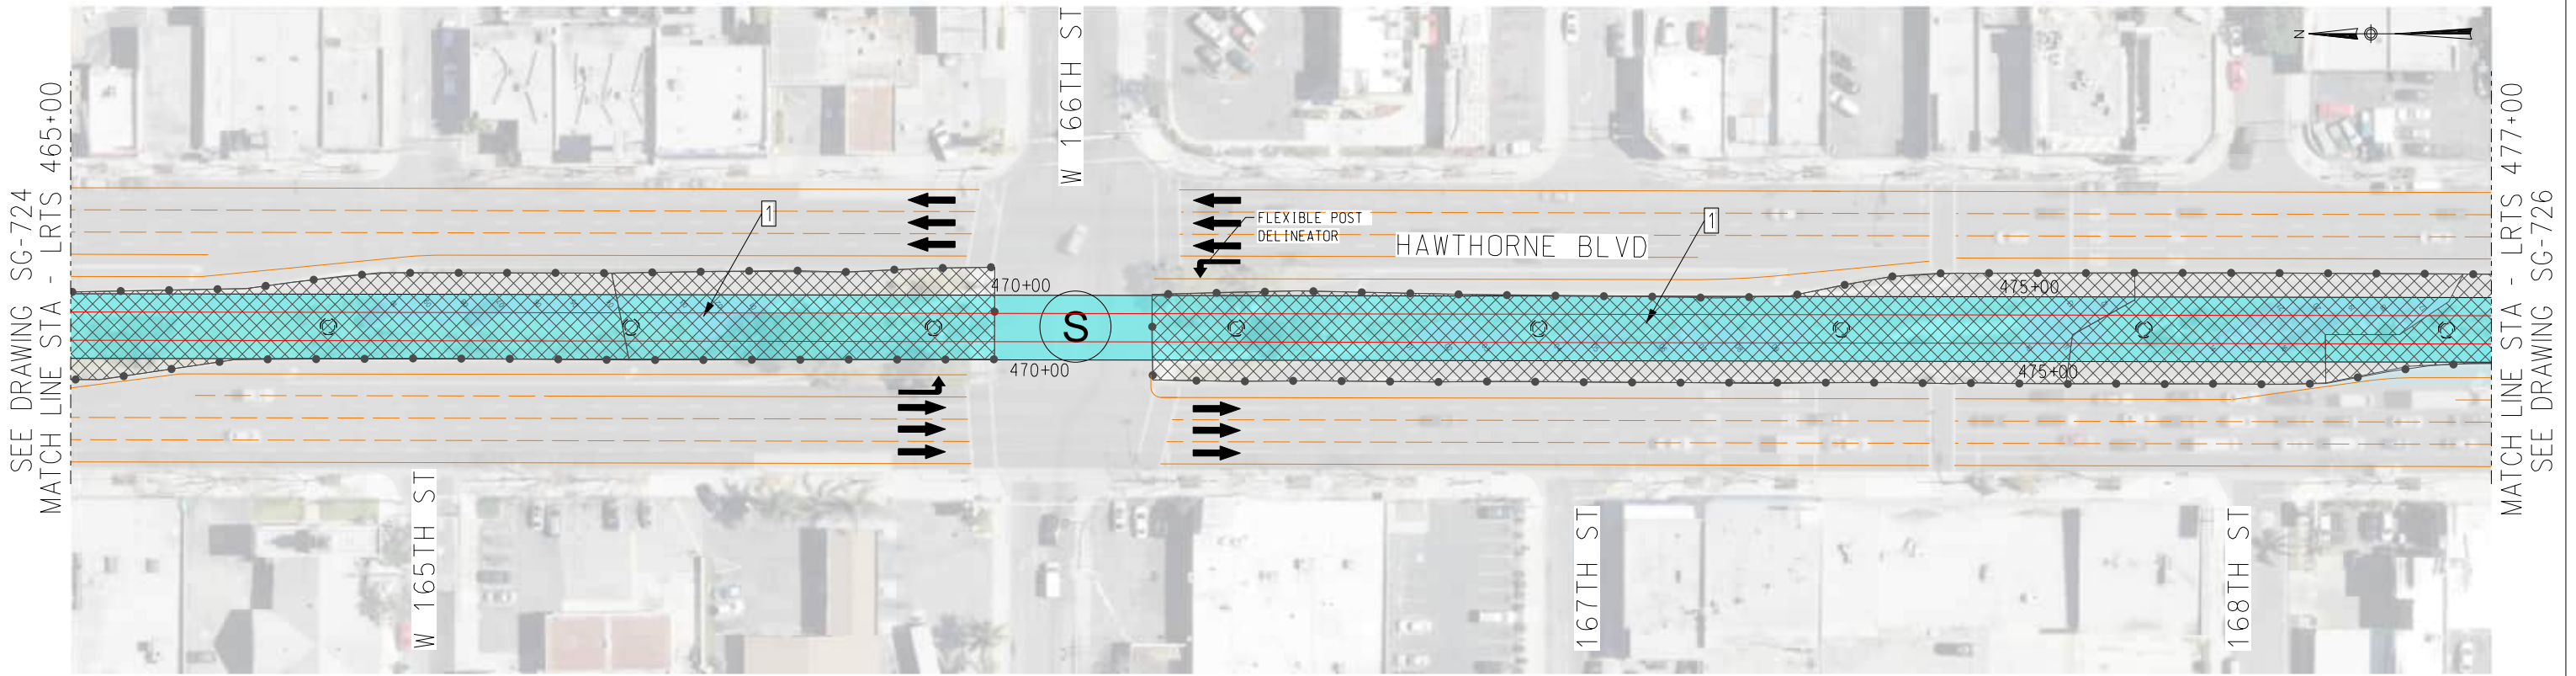 SEE DRAWING SG-724
MATCH LINE STA - LRTS 465+00
W 166TH ST
N
1
FLEXIBLE POST
DELINEATOR
HAWTHORNE BLVD
1
470+00
475+00
S
470+00
475+00
W 165TH ST
167TH ST
168TH ST
MATCH LINE STA - LRTS 477+00
SEE DRAWING SG-726